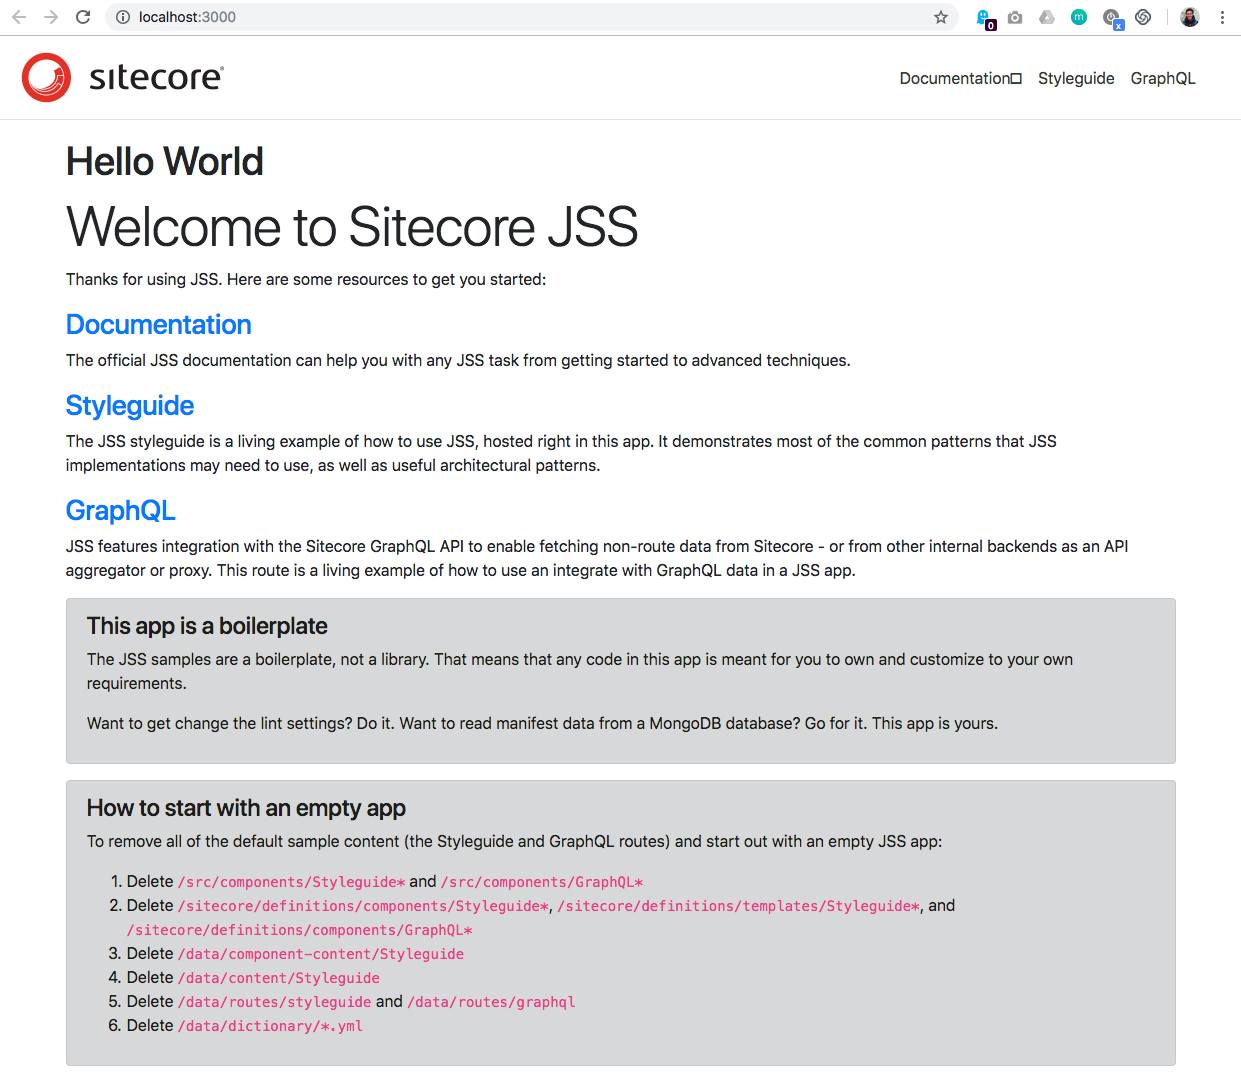 localhost:3000
0
m
x
sitecore®
Documentation Styleguide GraphQL
Hello World
Welcome to Sitecore JSS
Thanks for using JSS. Here are some resources to get you started:
Documentation
The official JSS documentation can help you with any JSS task from getting started to advanced techniques.
Styleguide
The JSS styleguide is a living example of how to use JSS, hosted right in this app. It demonstrates most of the common patterns that JSS
implementations may need to use, as well as useful architectural patterns.
GraphQL
JSS features integration with the Sitecore GraphQL API to enable fetching non-route data from Sitecore - or from other internal backends as an API
aggregator or proxy. This route is a living example of how to use an integrate with GraphQL data in a JSS app.
This app is a boilerplate
The JSS samples are a boilerplate, not a library. That means that any code in this app is meant for you to own and customize to your own
requirements.
Want to get change the lint settings? Do it. Want to read manifest data from a MongoDB database? Go for it. This app is yours.
How to start with an empty app
To remove all of the default sample content (the Styleguide and GraphQL routes) and start out with an empty JSS app:
1. Delete /src/components/Styleguide* and /src/components/GraphQL*
2. Delete /sitecore/definitions/components/Styleguide*, /sitecore/definitions/templates/Styleguide*, and
/sitecore/definitions/components/GraphQL*
3. Delete /data/component-content/Styleguide
4. Delete /data/content/Styleguide
5. Delete /data/routes/styleguide and /data/routes/graphql
6. Delete /data/dictionary/*.yml